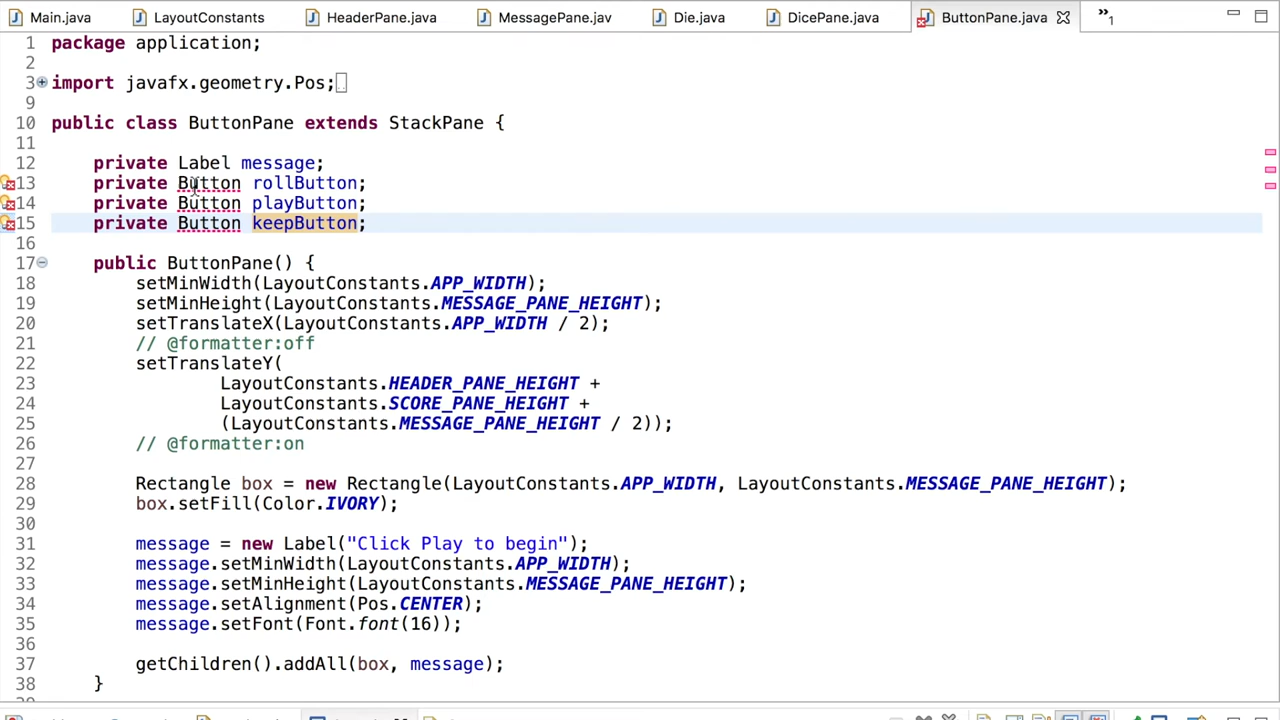 Main.java LayoutConstants HeaderPane.java MessagePane.jav Die.java DicePane.java ButtonPane.java »1
1 package application;
2
3 import javafx.geometry.Pos;
9
10 public class ButtonPane extends StackPane {
11
12 private Label message;
13 private Button rollButton;
14 private Button playButton;
15 private Button keepButton;
16
17 public ButtonPane() {
18 setMinWidth(LayoutConstants.APP_WIDTH);
19 setMinHeight(LayoutConstants.MESSAGE_PANE_HEIGHT);
20 setTranslateX(LayoutConstants.APP_WIDTH / 2);
21 // @formatter:off
22 setTranslateY(
23 LayoutConstants.HEADER_PANE_HEIGHT +
24 LayoutConstants.SCORE_PANE_HEIGHT +
25 (LayoutConstants.MESSAGE_PANE_HEIGHT / 2));
26 // @formatter:on
27
28 Rectangle box = new Rectangle(LayoutConstants.APP_WIDTH, LayoutConstants.MESSAGE_PANE_HEIGHT);
29 box.setFill(Color.IVORY);
30
31 message = new Label("Click Play to begin");
32 message.setMinWidth(LayoutConstants.APP_WIDTH);
33 message.setMinHeight(LayoutConstants.MESSAGE_PANE_HEIGHT);
34 message.setAlignment(Pos.CENTER);
35 message.setFont(Font.font(16));
36
37 getChildren().addAll(box, message);
38 }